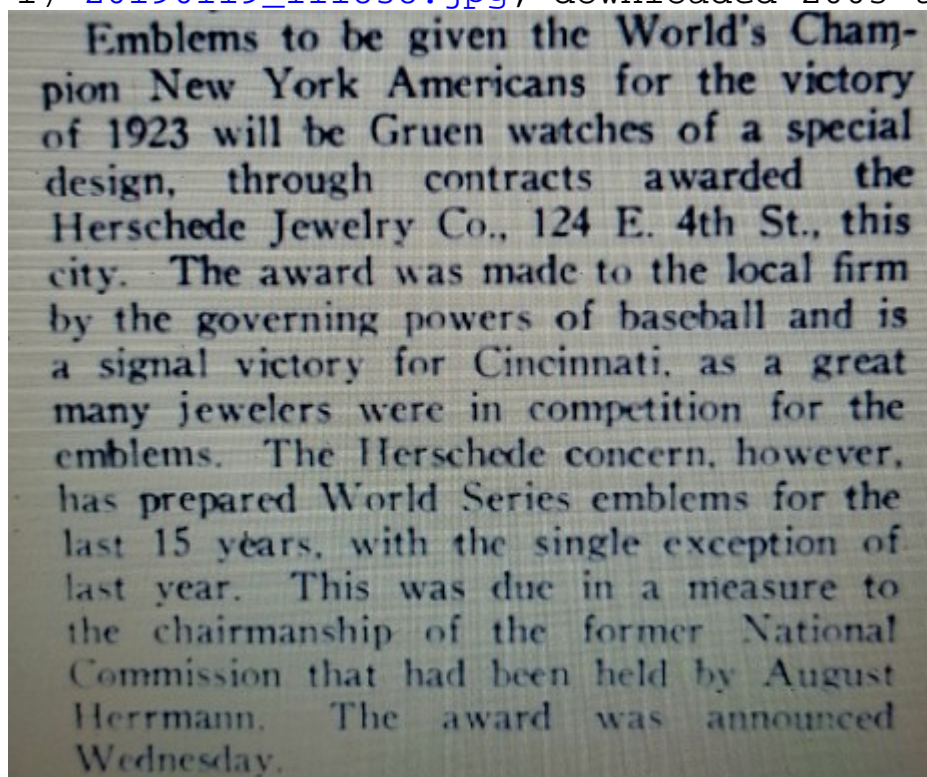 Emblems to be given the World's Cham-
pion New York Americans for the victory
of 1923 will be Gruen watches of a special
design, through contracts awarded the
Herschede Jewelry Co., 124 E. 4th St., this
city. The award was made to the local firm
by the governing powers of baseball and is
a signal victory for Cincinnati, as a great
many jewelers were in competition for the
emblems. The Herschede concern, however,
has prepared World Series emblems for the
last 15 years, with the single exception of
last year. This was due in a measure to
the chairmanship of the former National
Commission that had been held by August
Herrmann. The award was announced
Wednesday.